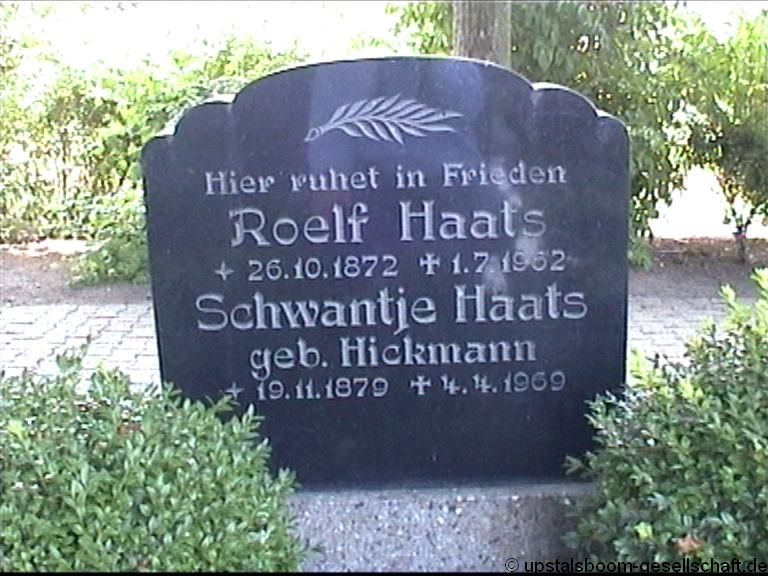 Hier ruhet in Frieden
Roelf Haats
✦ 26.10.1872 ✝ 1.7.1962
Schwantje Haats
geb. Hickmann
✦ 19.11.1879 ✝ 4.4.1969
© upstalsboom-gesellschaft.de